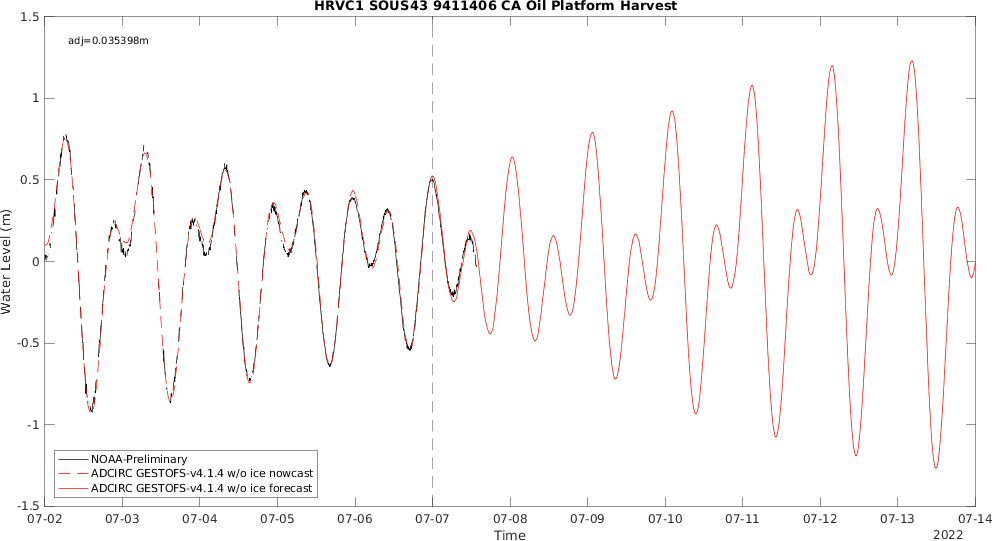 HRVC1 SOUS43 9411406 CA Oil Platform Harvest
1.5
adj=0.035398m
1
0.5
0
-0.5
-1
-1.5
Water Level (m)
NOAA-Preliminary
ADCIRC GESTOFS-v4.1.4 w/o ice nowcast
ADCIRC GESTOFS-v4.1.4 w/o ice forecast
07-02 07-03 07-04 07-05 07-06 07-07 07-08 07-09 07-10 07-11 07-12 07-13 07-14
Time
2022